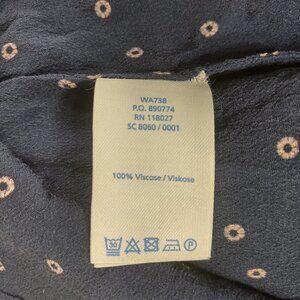 WA738
P.O. 890774
RN 118027
SC 8060 / 0001
100% Viscose / Viskose